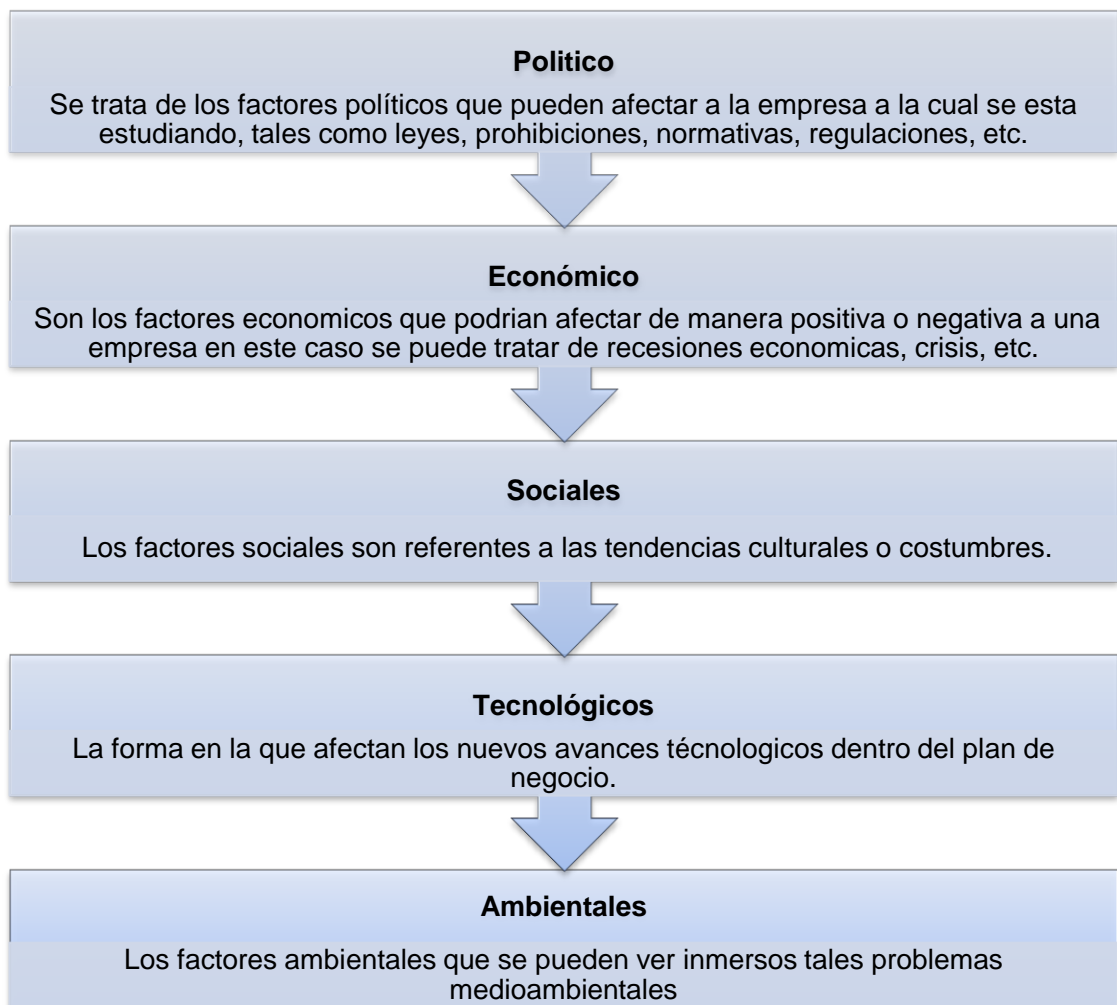 Politico
Se trata de los factores políticos que pueden afectar a la empresa a la cual se esta
estudiando, tales como leyes, prohibiciones, normativas, regulaciones, etc.
Económico
Son los factores economicos que podrian afectar de manera positiva o negativa a una
empresa en este caso se puede tratar de recesiones economicas, crisis, etc.
Sociales
Los factores sociales son referentes a las tendencias culturales o costumbres.
Tecnológicos
La forma en la que afectan los nuevos avances técnologicos dentro del plan de
negocio.
Ambientales
Los factores ambientales que se pueden ver inmersos tales problemas
medioambientales